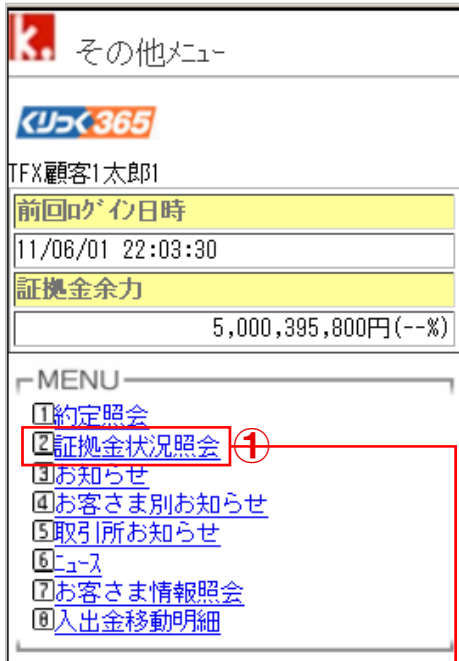 k. その他ﾒﾆｭｰ
くりっく365
TFX顧客1太郎1
前回ﾛｸﾞｲﾝ日時
11/06/01 22:03:30
証拠金余力
5,000,395,800円(--%)
MENU
1約定照会
2証拠金状況照会 ①
3お知らせ
4お客さま別お知らせ
5取引所お知らせ
6ﾆｭｰｽ
7お客さま情報照会
8入出金移動明細